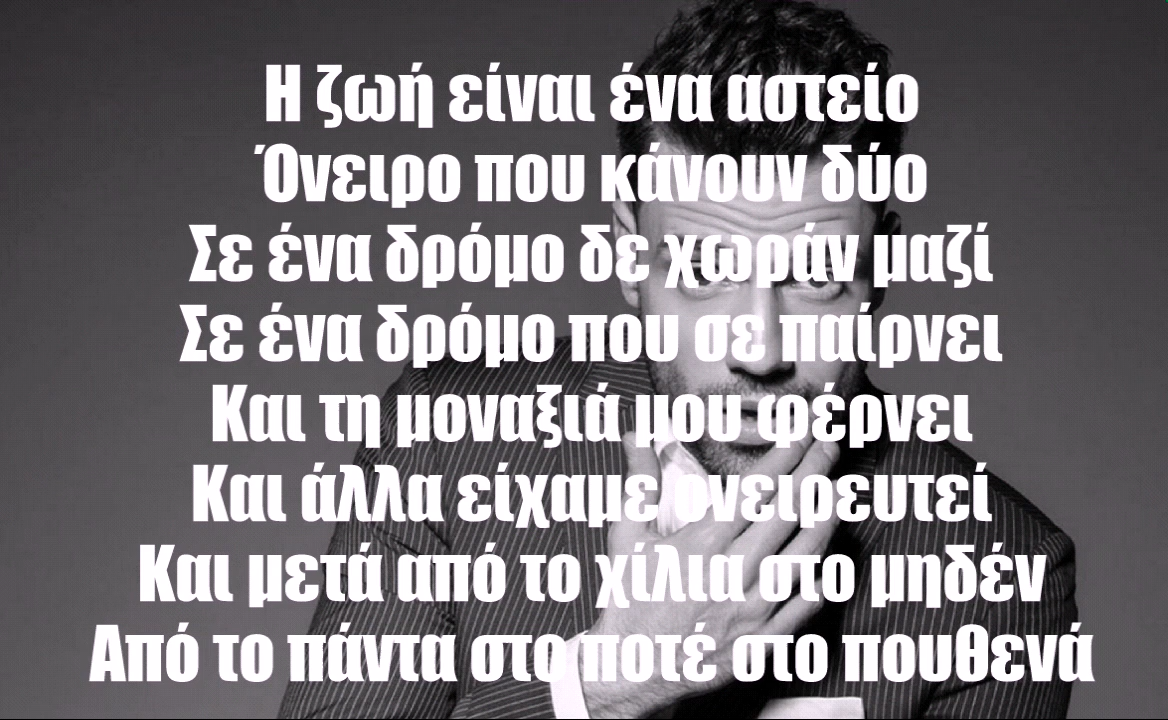 Η ζωή είναι ένα αστείο
Όνειρο που κάνουν δύο
Σε ένα δρόμο δε χωράν μαζί
Σε ένα δρόμο που σε παίρνει
Και τη μοναξιά μου φέρνει
Και άλλα είχαμε ονειρευτεί
Και μετά από το χίλια στο μηδέν
Από το πάντα στο ποτέ στο πουθενά